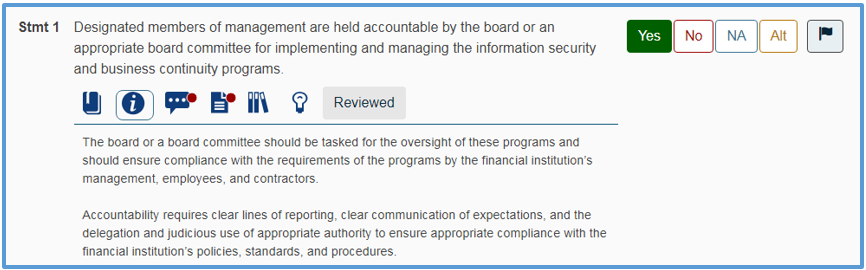 Stmt 1 Designated members of management are held accountable by the board or an Yes No NA Alt
appropriate board committee for implementing and managing the information security
and business continuity programs.
Reviewed
The board or a board committee should be tasked for the oversight of these programs and
should ensure compliance with the requirements of the programs by the financial institution's
management, employees, and contractors.
Accountability requires clear lines of reporting, clear communication of expectations, and the
delegation and judicious use of appropriate authority to ensure appropriate compliance with the
financial institution's policies, standards, and procedures.